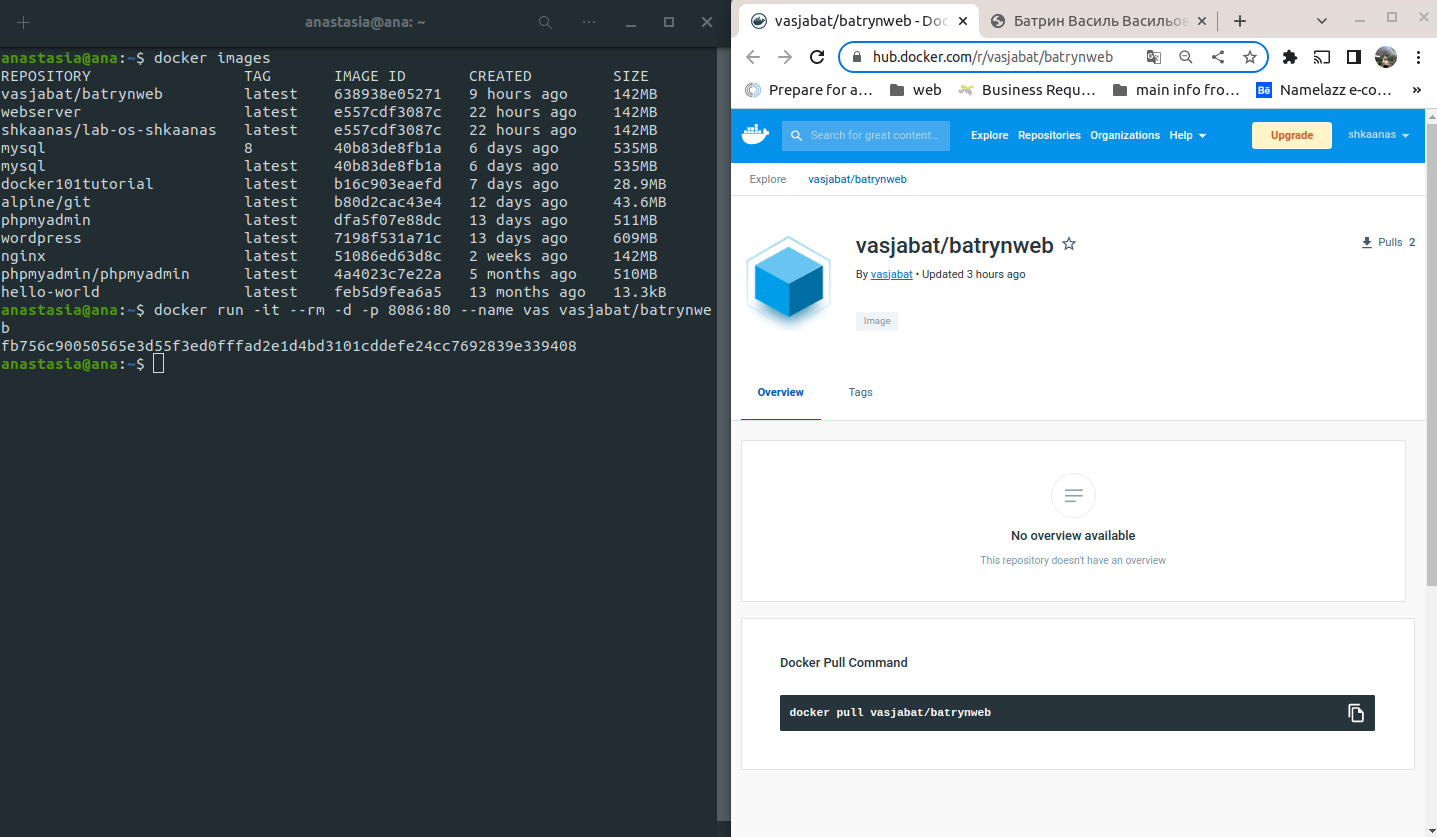 anastasia@ana: ~
anastasia@ana:~$ docker images
REPOSITORY TAG IMAGE ID CREATED SIZE
vasjabat/batrynweb latest 638938e05271 9 hours ago 142MB
webserver latest e557cdf3087c 22 hours ago 142MB
shkaanas/lab-os-shkaanas latest e557cdf3087c 22 hours ago 142MB
mysql 8 40b83de8fb1a 6 days ago 535MB
mysql latest 40b83de8fb1a 6 days ago 535MB
docker101tutorial latest b16c903eaefd 7 days ago 28.9MB
alpine/git latest b80d2cac43e4 12 days ago 43.6MB
phpmyadmin latest dfa5f07e88dc 13 days ago 511MB
wordpress latest 7198f531a71c 13 days ago 609MB
nginx latest 51086ed63d8c 2 weeks ago 142MB
phpmyadmin/phpmyadmin latest 4a4023c7e22a 5 months ago 510MB
hello-world latest feb5d9fea6a5 13 months ago 13.3kB
anastasia@ana:~$ docker run -it --rm -d -p 8086:80 --name vas vasjabat/batrynwe
b
fb756c90050565e3d55f3ed0fffad2e1d4bd3101cddefe24cc7692839e339408
anastasia@ana:~$
vasjabat/batrynweb - Doc
Батрин Василь Васильов
hub.docker.com/r/vasjabat/batrynweb
Prepare for a… web Business Requ… main info fro… Bē Namelazz e-co… »
Search for great content… Explore Repositories Organizations Help Upgrade shkaanas
Explore vasjabat/batrynweb
vasjabat/batrynweb
Pulls 2
By vasjabat • Updated 3 hours ago
Image
Overview Tags
No overview available
This repository doesn't have an overview
Docker Pull Command
docker pull vasjabat/batrynweb